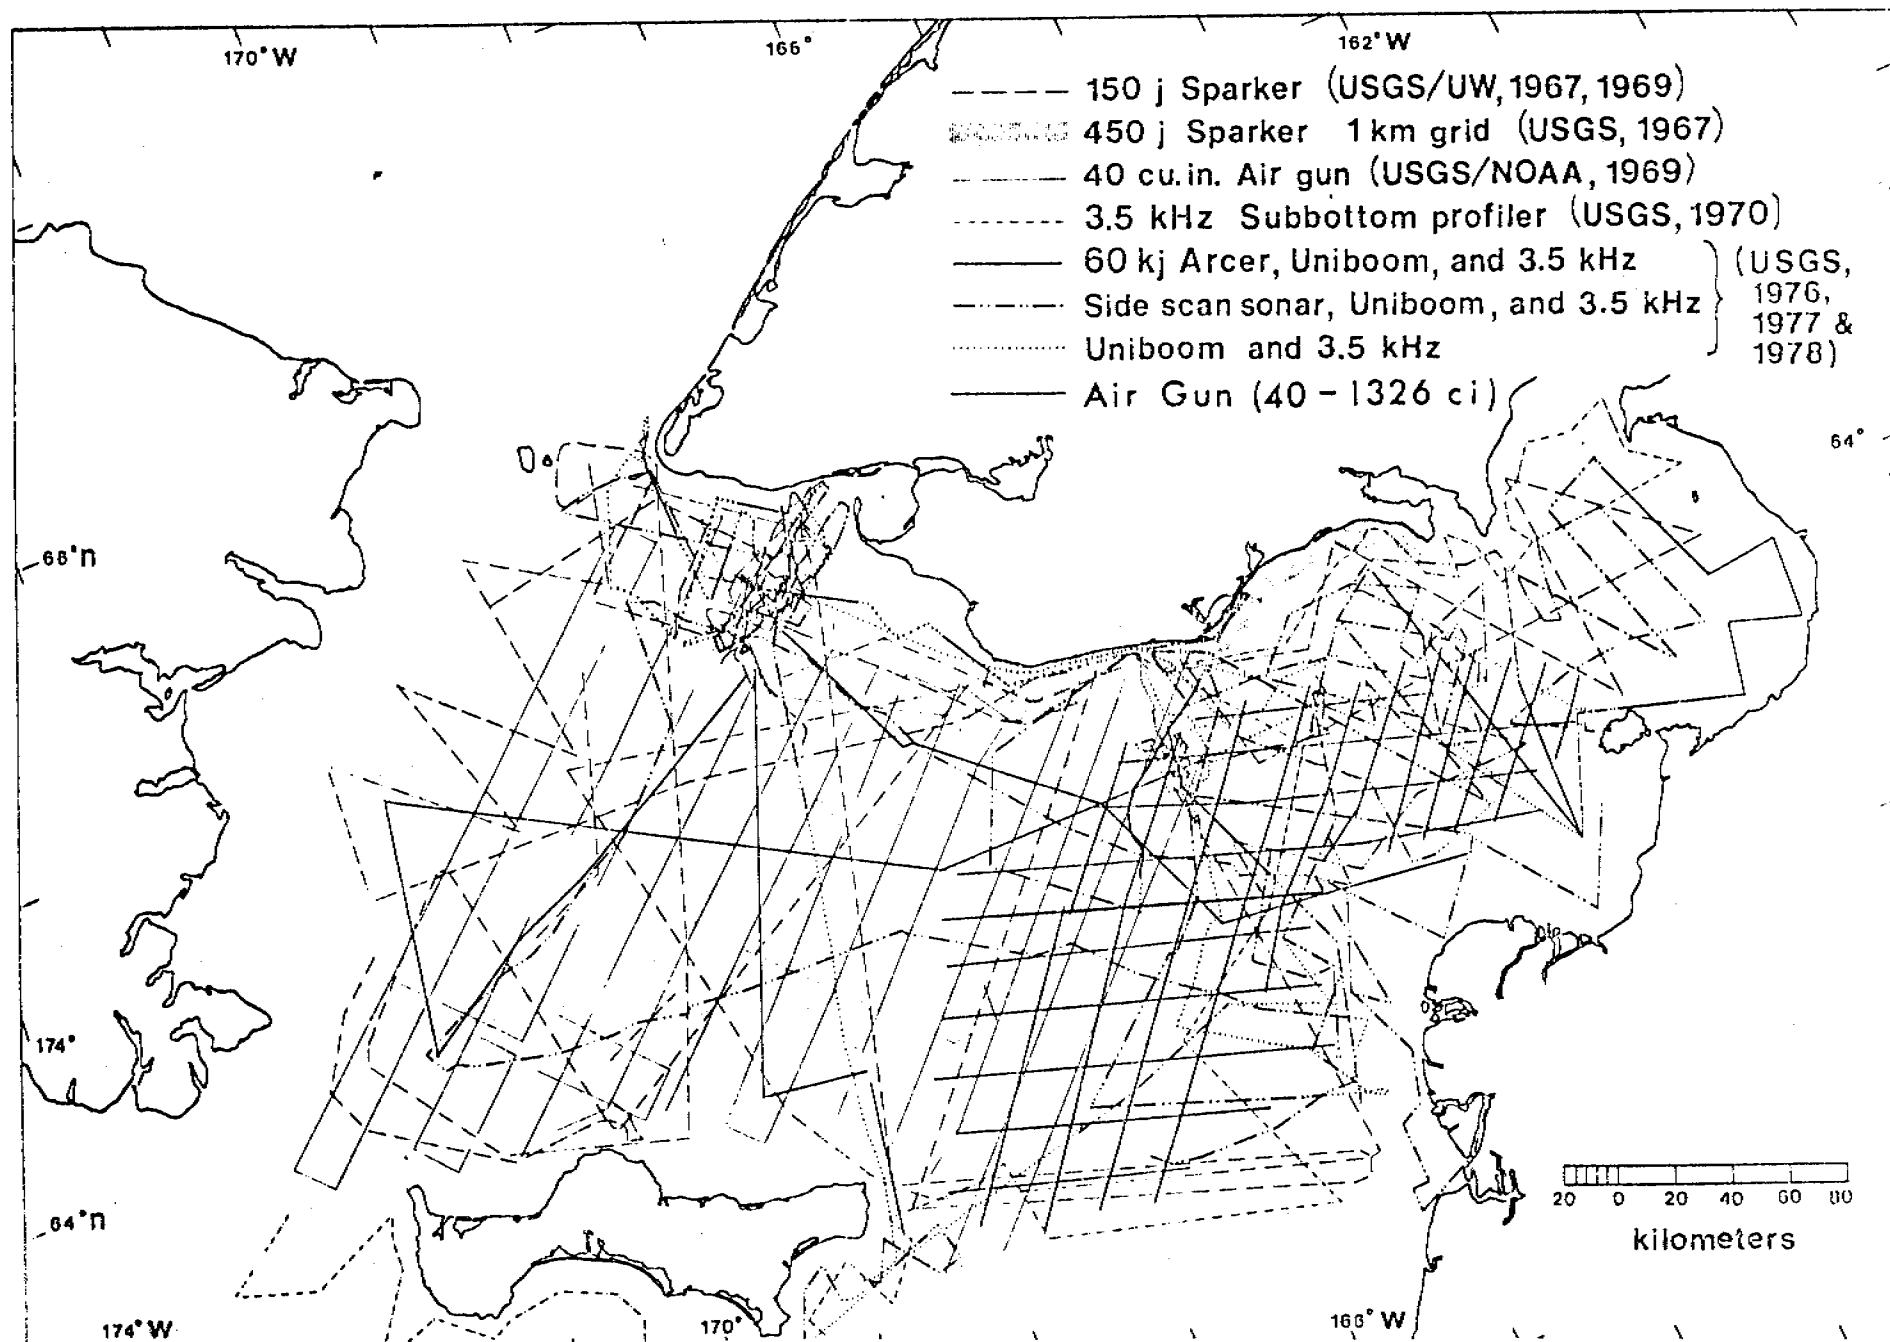 170° W
166°
162° W
150 j Sparker (USGS/UW, 1967, 1969)
450 j Sparker 1 km grid (USGS, 1967)
40 cu. in. Air gun (USGS/NOAA, 1969)
3.5 kHz Subbottom profiler (USGS, 1970)
60 kj Arcer, Uniboom, and 3.5 kHz
Side scan sonar, Uniboom, and 3.5 kHz
Uniboom and 3.5 kHz
(USGS,
1976,
1977 &
1978)
Air Gun (40 – 1326 ci)
64°
66° n
174°
64° n
20 0 20 40 60 80
kilometers
174° W
170°
166° W